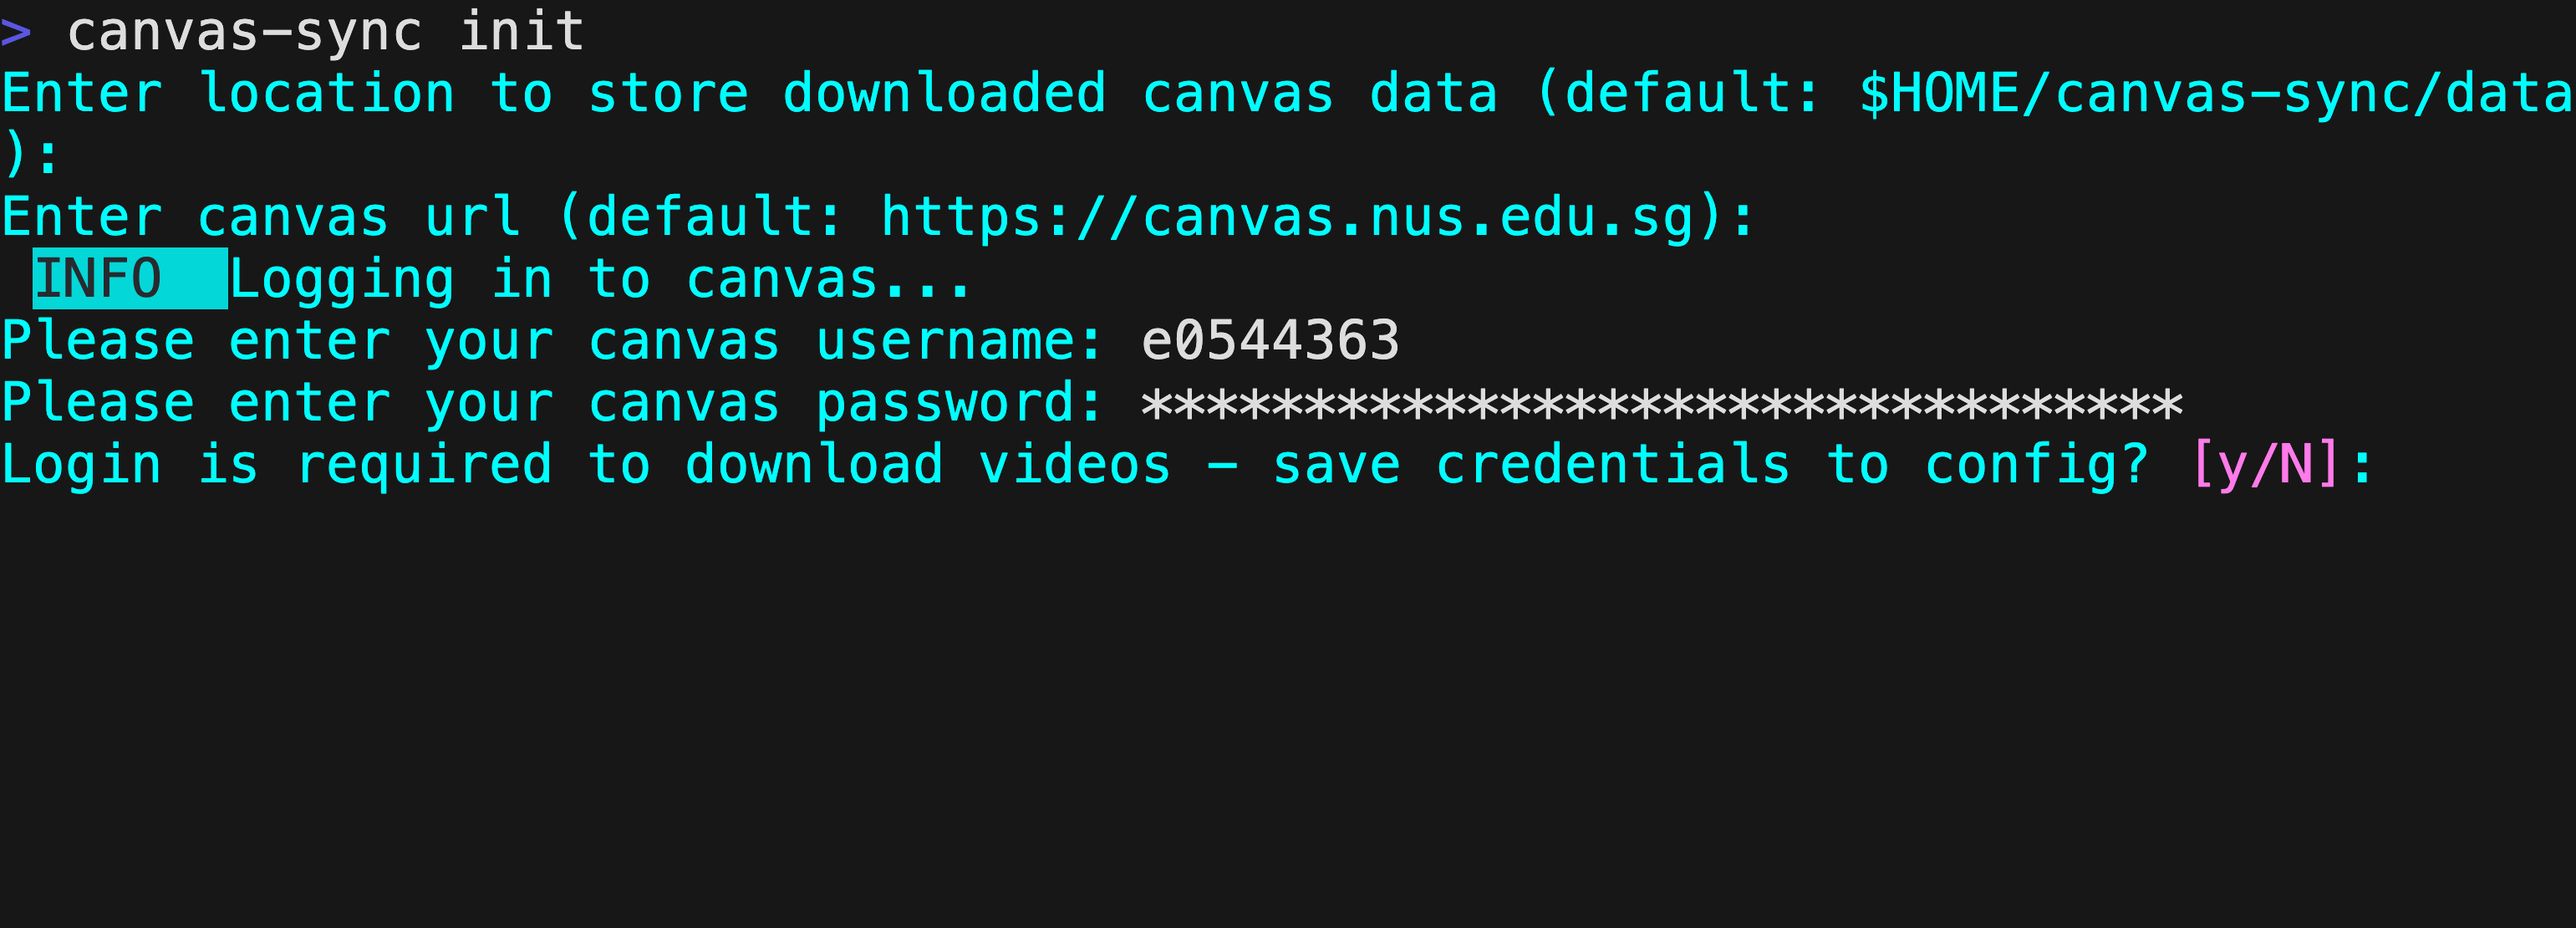 > canvas-sync init
Enter location to store downloaded canvas data (default: $HOME/canvas-sync/data
):
Enter canvas url (default: https://canvas.nus.edu.sg):
INFO Logging in to canvas...
Please enter your canvas username: e0544363
Please enter your canvas password: ********************************
Login is required to download videos – save credentials to config? [y/N]: